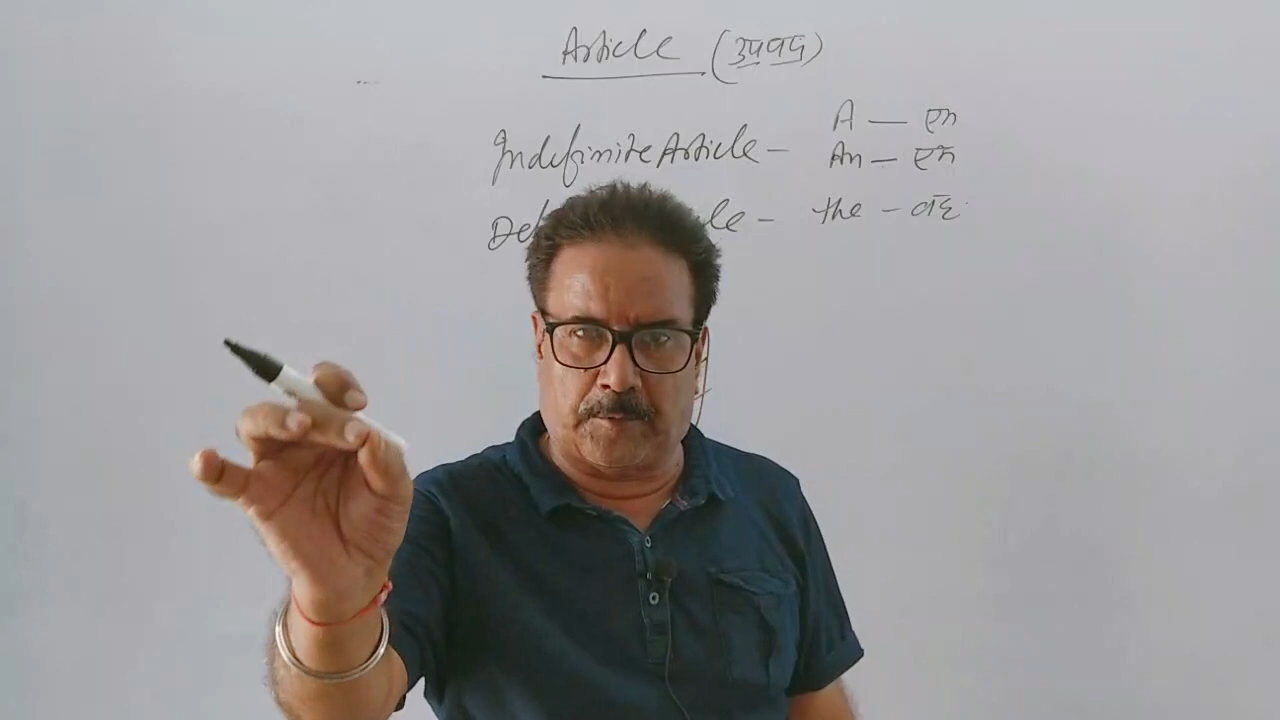 Article (उपपद)
Indefinite Article - A — एक
An — एक
the - वह